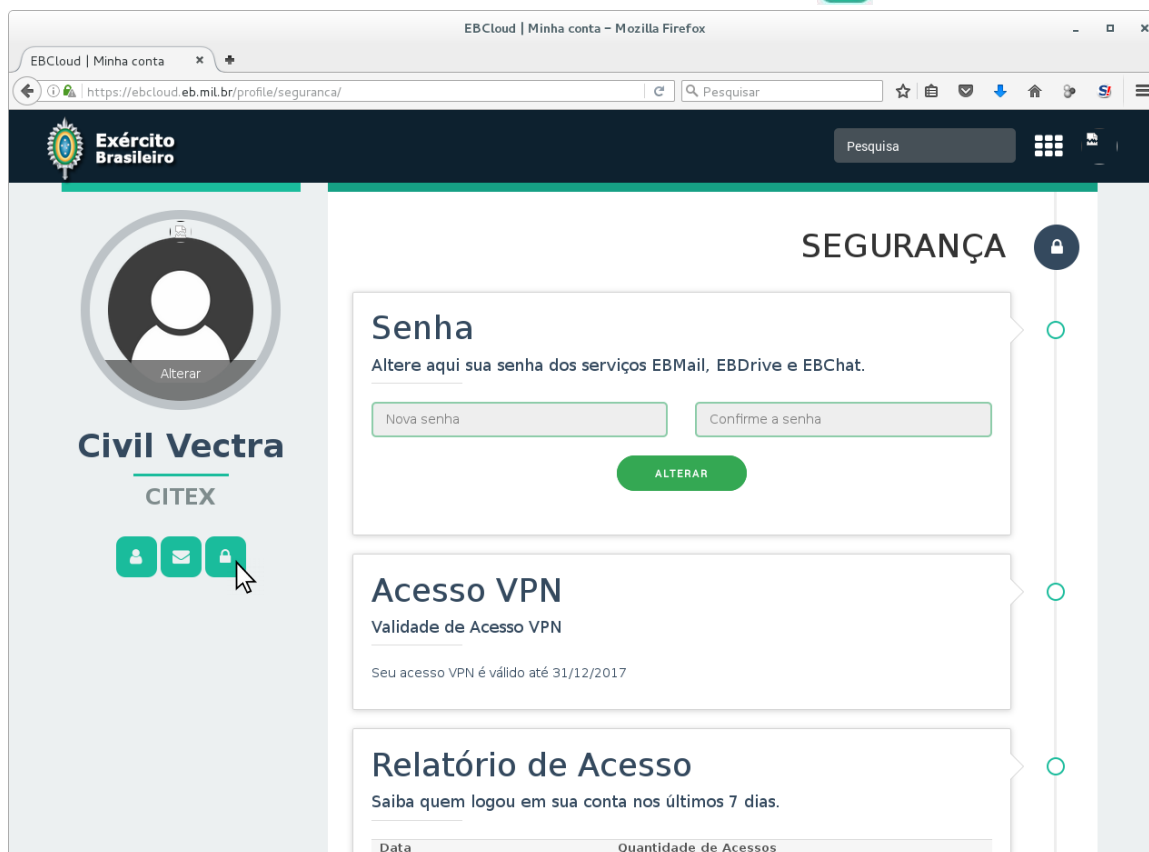 EBCloud | Minha conta – Mozilla Firefox
EBCloud | Minha conta
https://ebcloud.eb.mil.br/profile/seguranca/
Pesquisar
Exército
Brasileiro
Pesquisa
Alterar
Civil Vectra
CITEX
SEGURANÇA
Senha
Altere aqui sua senha dos serviços EBMail, EBDrive e EBChat.
Nova senha
Confirme a senha
ALTERAR
Acesso VPN
Validade de Acesso VPN
Seu acesso VPN é válido até 31/12/2017
Relatório de Acesso
Saiba quem logou em sua conta nos últimos 7 dias.
Data
Quantidade de Acessos